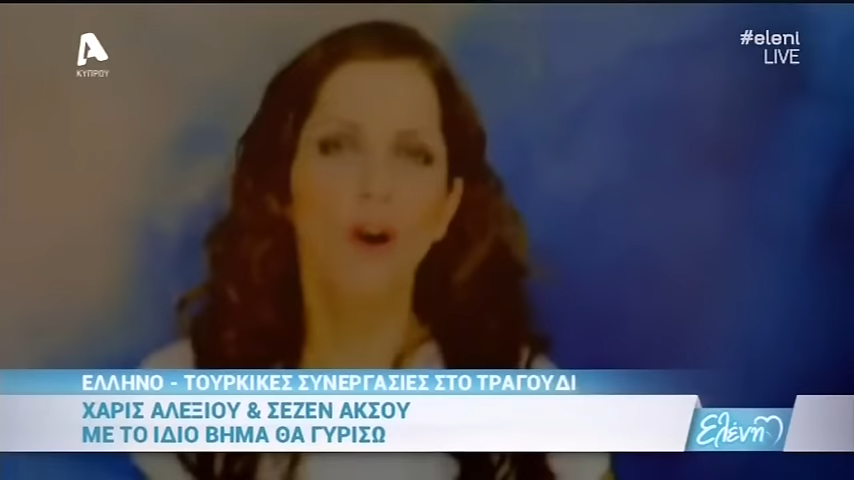 #eleni
LIVE
ΚΥΠΡΟΥ
ΕΛΛΗΝΟ - ΤΟΥΡΚΙΚΕΣ ΣΥΝΕΡΓΑΣΙΕΣ ΣΤΟ ΤΡΑΓΟΥΔΙ
ΧΑΡΙΣ ΑΛΕΞΙΟΥ & ΣΕΖΕΝ ΑΚΣΟΥ
ΜΕ ΤΟ ΙΔΙΟ ΒΗΜΑ ΘΑ ΓΥΡΙΣΩ
Ελένη